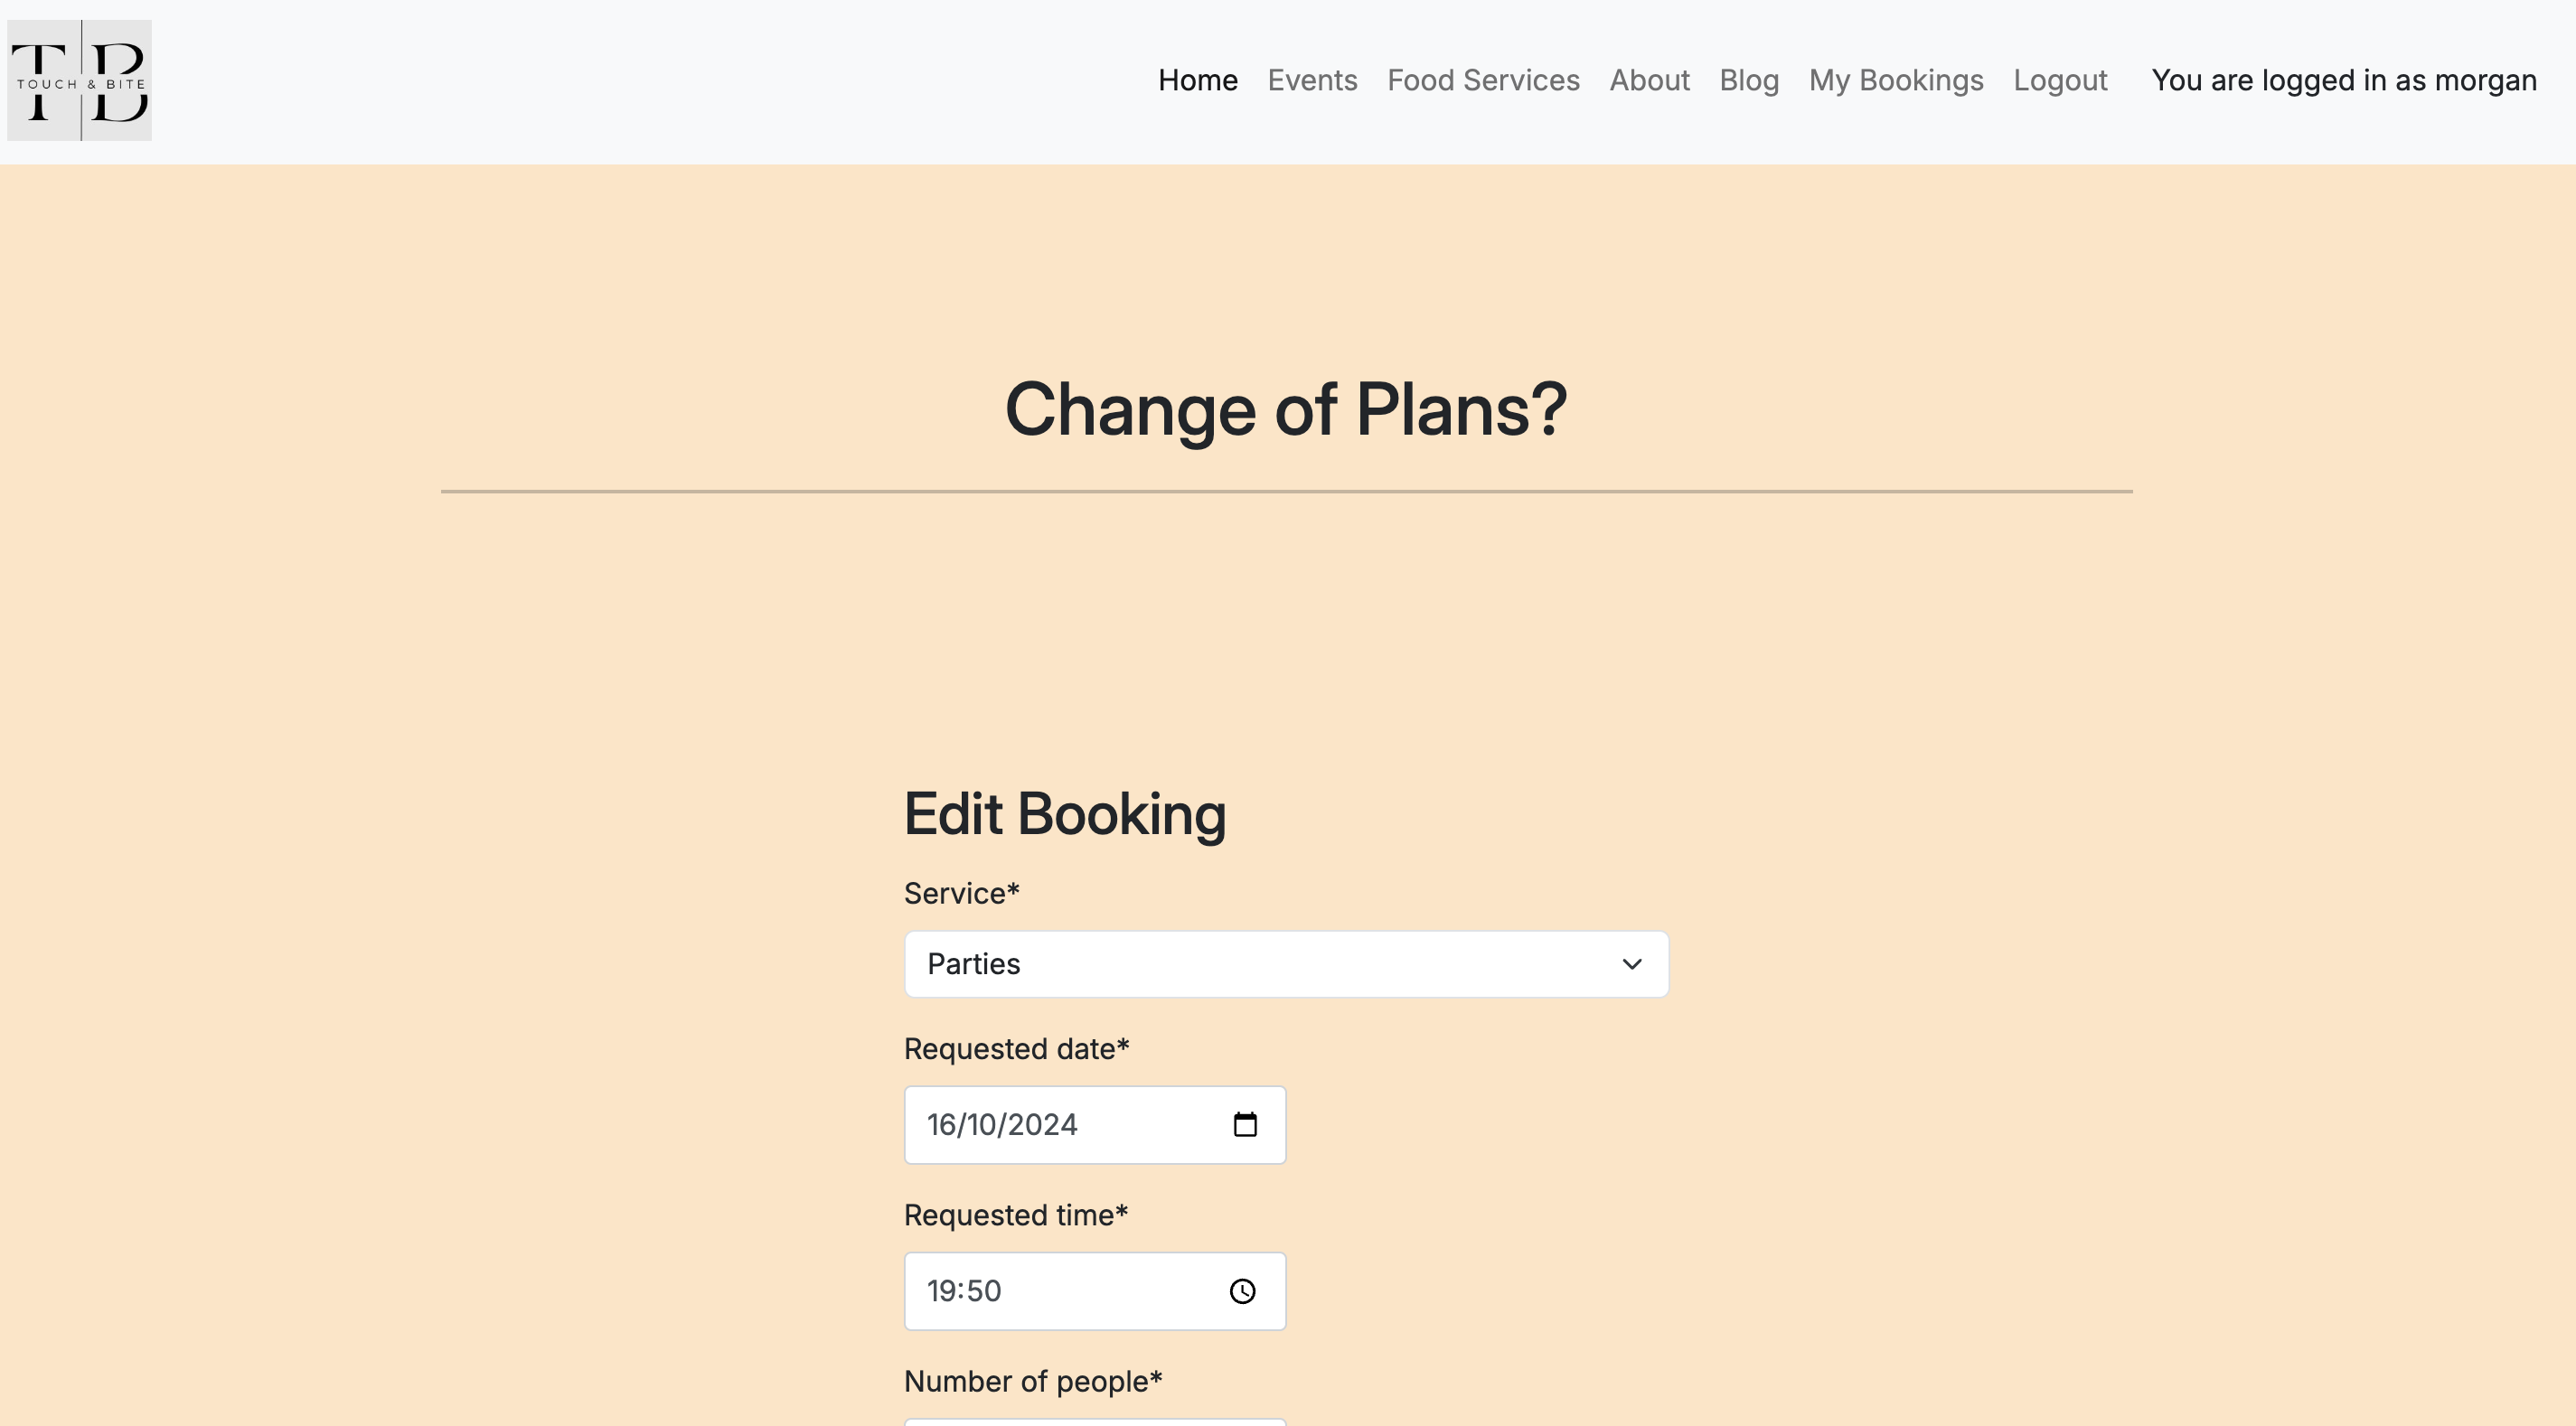 T B
TOUCH & BITE
Home Events Food Services About Blog My Bookings Logout You are logged in as morgan
Change of Plans?
Edit Booking
Service*
Parties
Requested date*
16/10/2024
Requested time*
19:50
Number of people*